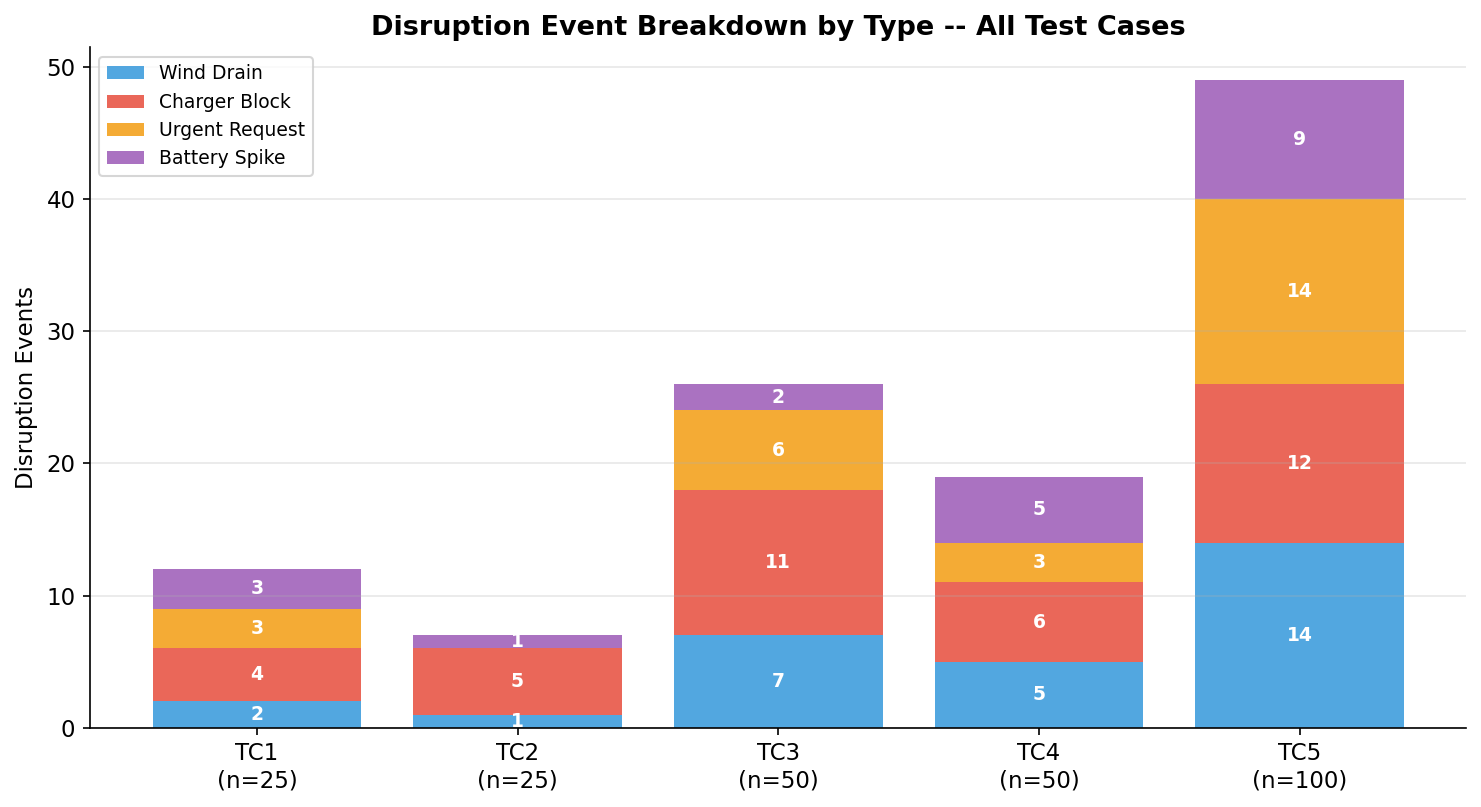 Disruption Event Breakdown by Type -- All Test Cases
Disruption Events
50
40
30
20
10
0
Wind Drain
Charger Block
Urgent Request
Battery Spike
3
3
4
2
1
5
1
2
6
11
7
5
3
6
5
9
14
12
14
TC1
(n=25)
TC2
(n=25)
TC3
(n=50)
TC4
(n=50)
TC5
(n=100)